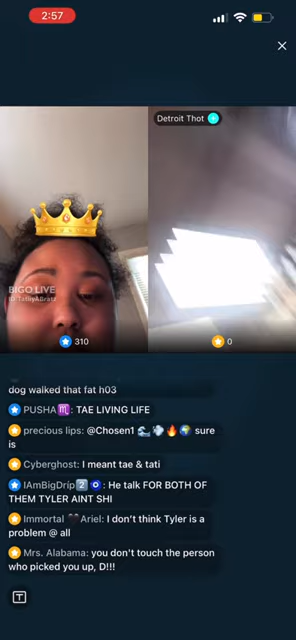 2:57
Detroit Thot
BIGO LIVE
310
0
dog walked that fat h03
PUSHA♏: TAE LIVING LIFE
precious lips: @Chosen1 🌊💨🔥🌍 sure
is
Cyberghost: I meant tae & tati
IAmBigDrip2️⃣🧿: He talk FOR BOTH OF
THEM TYLER AINT SHI
Immortal 🖤Ariel: I don't think Tyler is a
problem @ all
Mrs. Alabama: you don't touch the person
who picked you up, D!!!
T